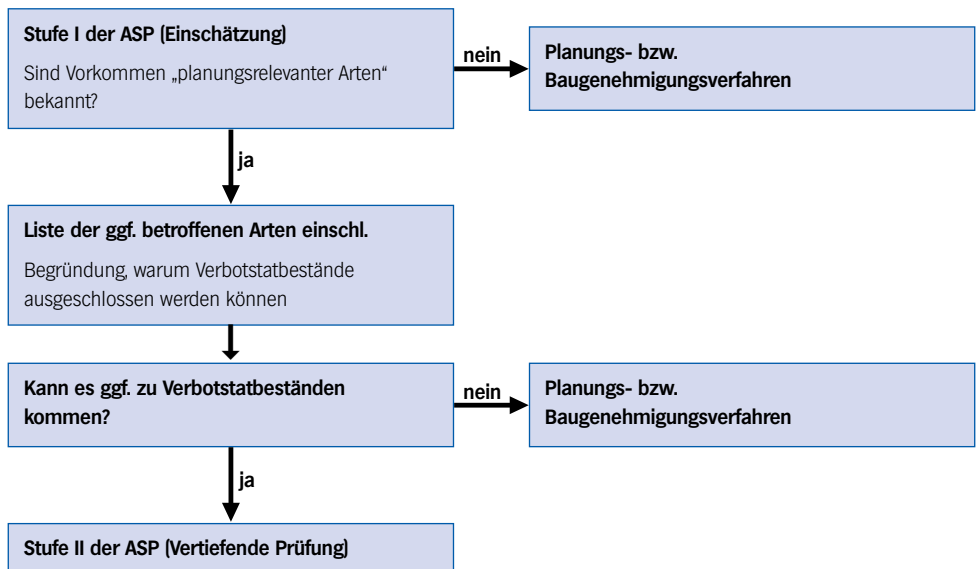 Stufe I der ASP (Einschätzung)
Sind Vorkommen „planungsrelevanter Arten“
bekannt?
nein
Planungs- bzw.
Baugenehmigungsverfahren
ja
Liste der ggf. betroffenen Arten einschl.
Begründung, warum Verbotstatbestände
ausgeschlossen werden können
Kann es ggf. zu Verbotstatbeständen
kommen?
nein
Planungs- bzw.
Baugenehmigungsverfahren
ja
Stufe II der ASP (Vertiefende Prüfung)